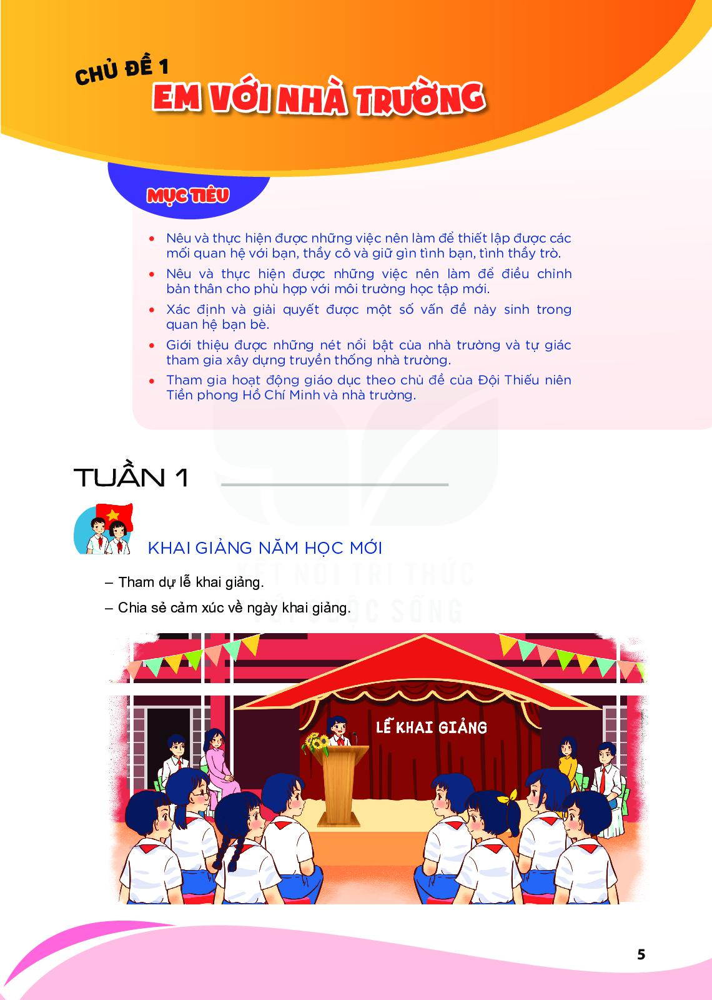 CHỦ ĐỀ 1
EM VỚI NHÀ TRƯỜNG
MỤC TIÊU
• Nêu và thực hiện được những việc nên làm để thiết lập được các
mối quan hệ với bạn, thầy cô và giữ gìn tình bạn, tình thầy trò.
• Nêu và thực hiện được những việc nên làm để điều chỉnh
bản thân cho phù hợp với môi trường học tập mới.
• Xác định và giải quyết được một số vấn đề nảy sinh trong
quan hệ bạn bè.
• Giới thiệu được những nét nổi bật của nhà trường và tự giác
tham gia xây dựng truyền thống nhà trường.
• Tham gia hoạt động giáo dục theo chủ đề của Đội Thiếu niên
Tiền phong Hồ Chí Minh và nhà trường.
TUẦN 1
KHAI GIẢNG NĂM HỌC MỚI
KẾT NỐI TRI THỨC
– Tham dự lễ khai giảng.
– Chia sẻ cảm xúc về ngày khai giảng.
VỚI CUỘC SỐNG
LỄ KHAI GIẢNG
5